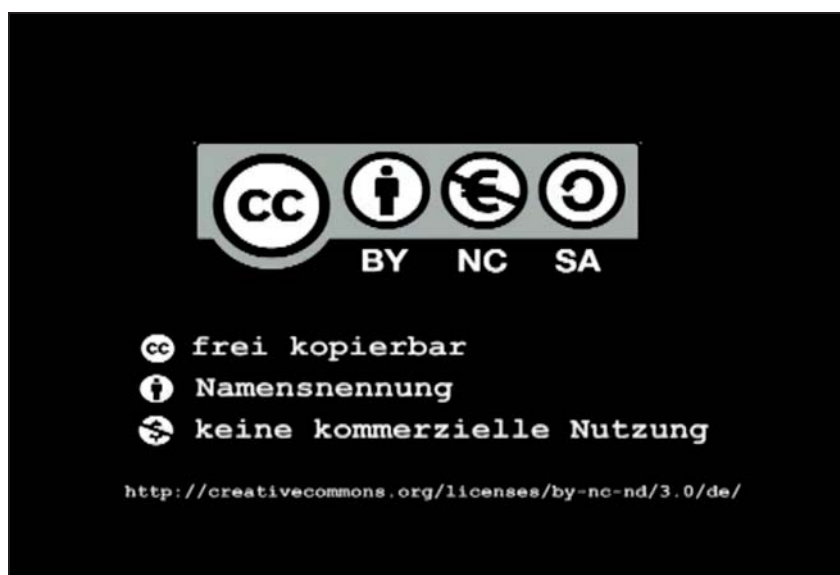 cc
BY NC SA
cc frei kopierbar
Namensnennung
keine kommerzielle Nutzung
http://creativecommons.org/licenses/by-nc-nd/3.0/de/